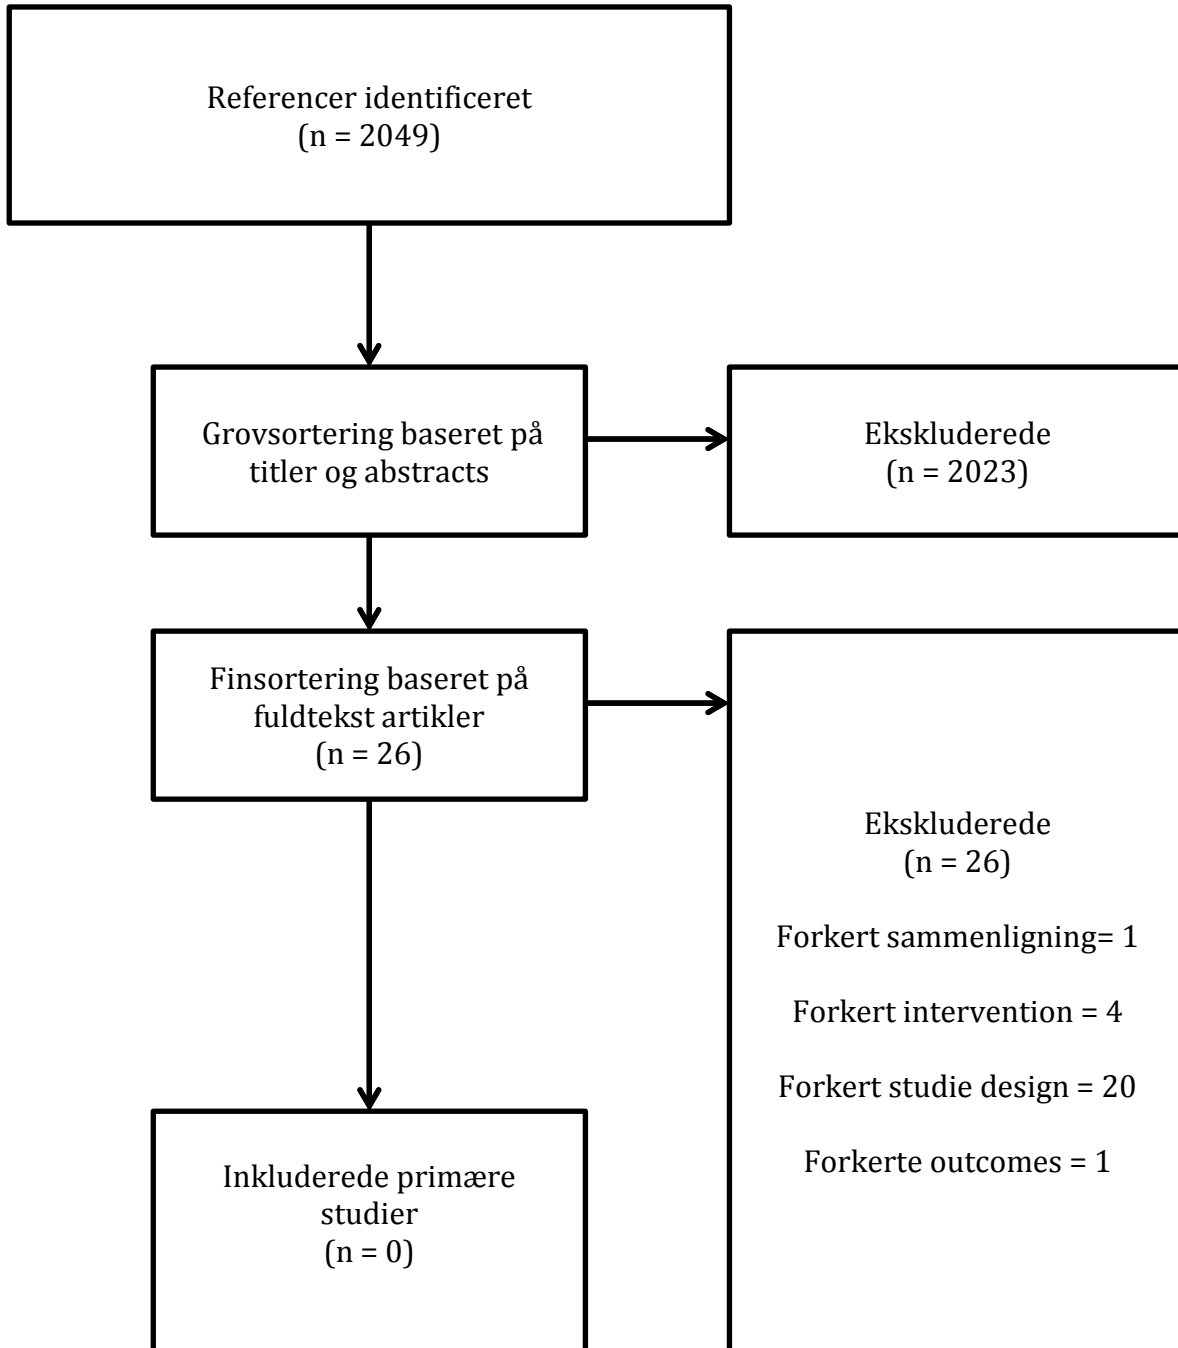 Referencer identificeret
(n = 2049)
Grovsortering baseret på
titler og abstracts
Ekskluderede
(n = 2023)
Finsortering baseret på
fuldtekst artikler
(n = 26)
Ekskluderede
(n = 26)
Forkert sammenligning= 1
Forkert intervention = 4
Forkert studie design = 20
Forkerte outcomes = 1
Inkluderede primære
studier
(n = 0)